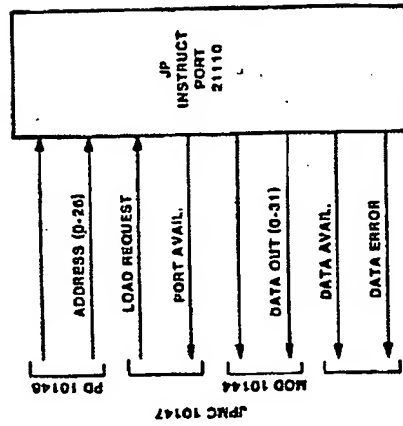 JP
INSTRUCT
PORT
21110
ADDRESS (0-26)
LOAD REQUEST
PORT AVAIL.
DATA OUT (0-31)
DATA AVAIL.
DATA ERROR
PD 10146
MOD 10144
JPMC 10147